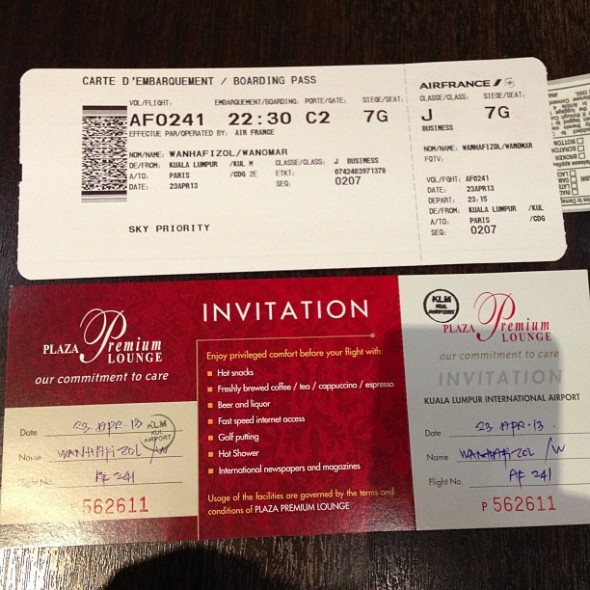 CARTE D'EMBARQUEMENT / BOARDING PASS
VOL/FLIGHT: EMBARQUEMENT/BOARDING: PORTE/GATE: SIEGE/SEAT:
AF0241 22:30 C2 7G
EFFECTUE PAR/OPERATED BY: AIR FRANCE
NOM/NAME: WANHAFIZOL/WANOMAR
DE/FROM: KUALA LUMPUR /KUL M CLASSE/CLASS: J BUSINESS
A/TO: PARIS /CDG 2E ETKT: 0742403971376
DATE: 23APR13 SEQ: 0207
SKY PRIORITY
AIRFRANCE
CLASSE/CLASS: SIEGE/SEAT:
J 7G
BUSINESS
NOM/NAME: WANHAFIZOL/WANOMAR
FQTV:
VOL/FGHT: AF0241
DATE: 23APR13
DEPART: 23:15
DE/FROM: KUALA LUMPUR /KUL
A/TO: PARIS /CDG
SEQ: 0207
PLAZA Premium
LOUNGE
our commitment to care
Date 23 APR 13
Name WANHAFIZOL /W
Flight No. AF 241
562611
KLM
KUL
AIRPORT
INVITATION
Enjoy privileged comfort before your flight with:
Hot snacks
Freshly brewed coffee / tea / cappuccino / espresso
Beer and liquor
Fast speed internet access
Golf putting
Hot Shower
International newspapers and magazines
Usage of the facilities are governed by the terms and
conditions of PLAZA PREMIUM LOUNGE
KLM
KUL
AIRPORT
PLAZA Premium
LOUNGE
our commitment to care
INVITATION
KUALA LUMPUR INTERNATIONAL AIRPORT
Date 23 APR 13
Name WANHAFIZOL /W
Flight No. AF 241
P 562611